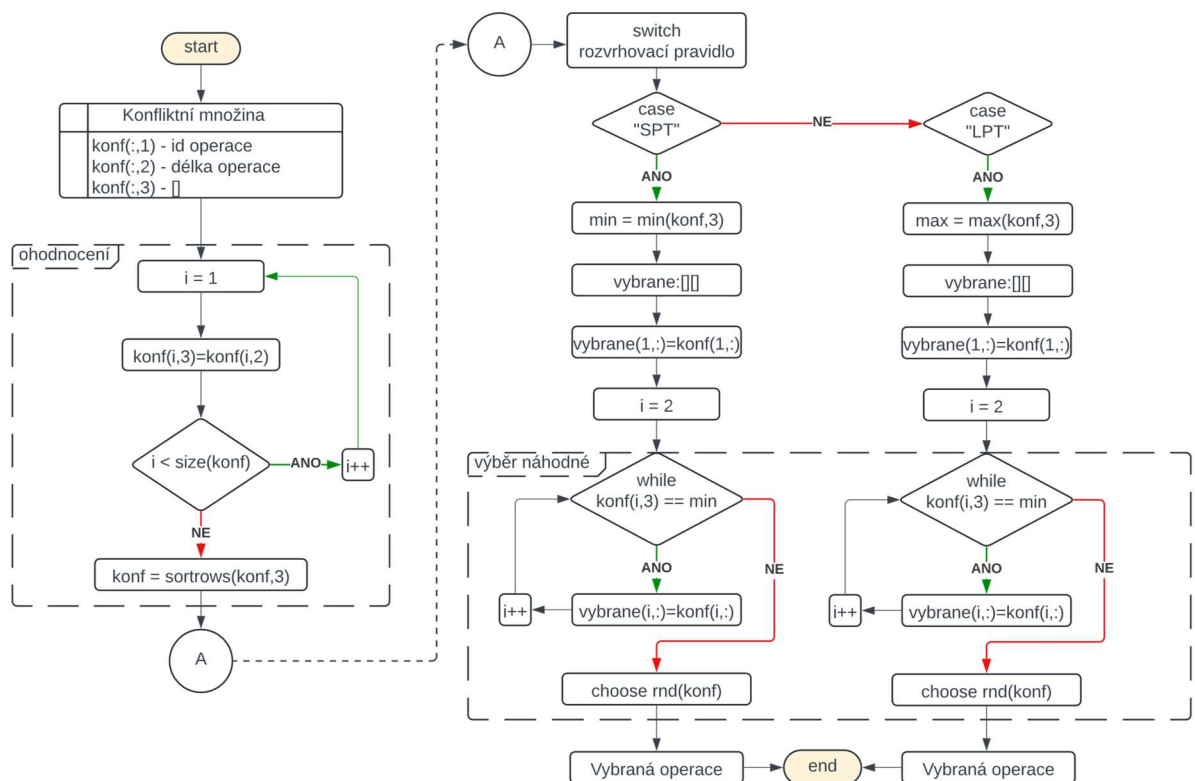 start
Konfliktní množina
konf(:,1) - id operace
konf(:,2) - délka operace
konf(:,3) - []
ohodnocení
i = 1
konf(i,3)=konf(i,2)
i < size(konf)
ANO
i++
NE
konf = sortrows(konf,3)
A
A
switch
rozvrhovací pravidlo
case
"SPT"
NE
ANO
min = min(konf,3)
vybrane:[][]
vybrane(1,:)=konf(1,:)
i = 2
výběr náhodné
while
konf(i,3) == min
ANO
NE
i++
vybrane(i,:)=konf(i,:)
choose rnd(konf)
Vybraná operace
case
"LPT"
ANO
max = max(konf,3)
vybrane:[][]
vybrane(1,:)=konf(1,:)
i = 2
while
konf(i,3) == min
ANO
NE
i++
vybrane(i,:)=konf(i,:)
choose rnd(konf)
Vybraná operace
end